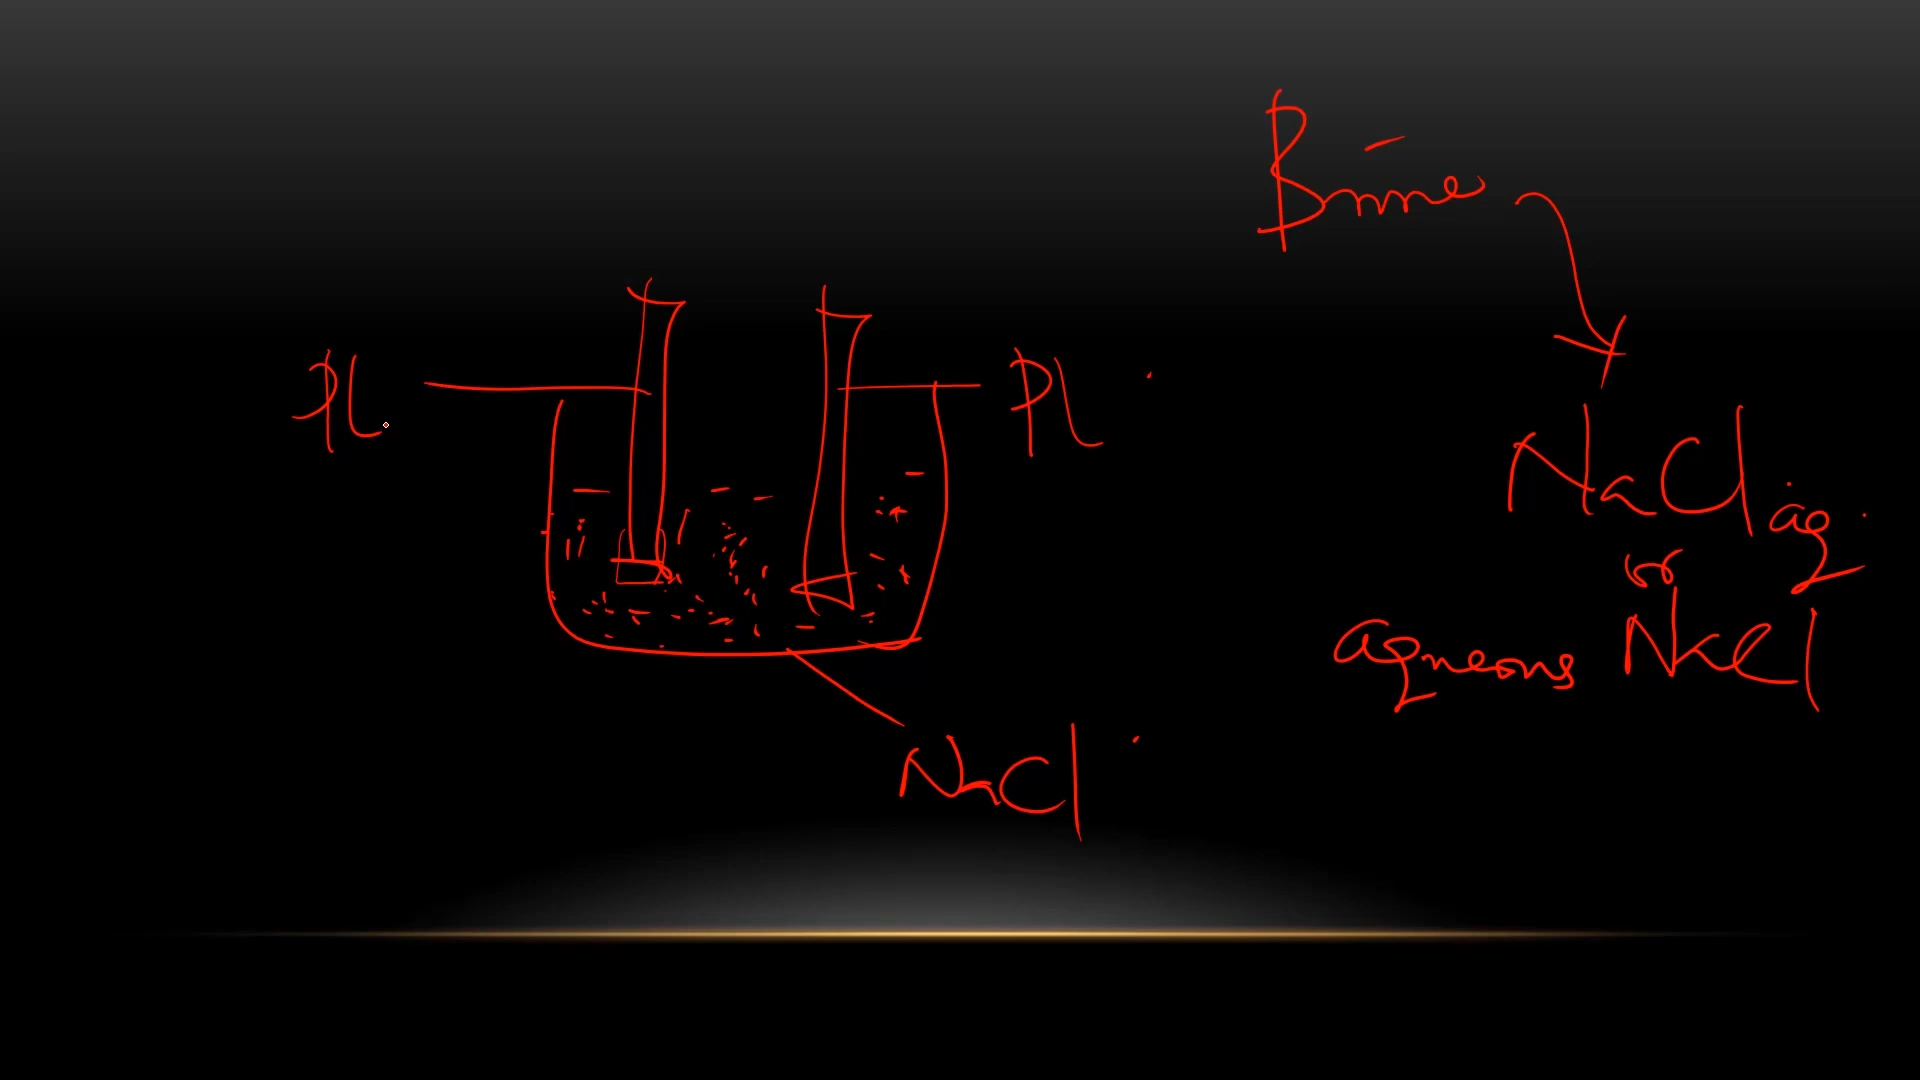 Brine
Pt
Pt
NaCl aq.
or
aqueous NaCl
NaCl